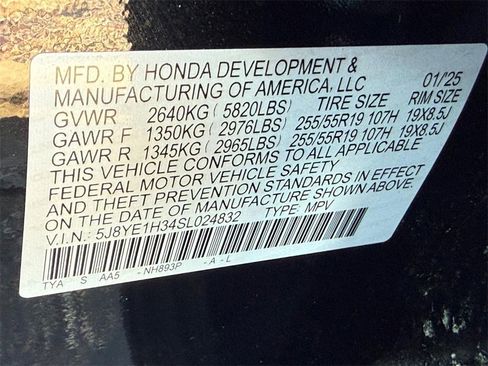 MFD. BY HONDA DEVELOPMENT &
MANUFACTURING OF AMERICA, LLC 01/'25
GVWR 2640KG ( 5820LBS) TIRE SIZE RIM SIZE
GAWR F 1350KG ( 2976LBS) 255/55R19 107H 19X8.5J
GAWR R 1345KG ( 2965LBS) 255/55R19 107H 19X8.5J
THIS VEHICLE CONFORMS TO ALL APPLICABLE
FEDERAL MOTOR VEHICLE SAFETY
AND THEFT PREVENTION STANDARDS IN EFFECT
ON THE DATE OF MANUFACTURE SHOWN ABOVE.
V.I.N.: 5J8YE1H34SL024832 TYPE: MPV
TYA S AA5 -NH893P -A -L